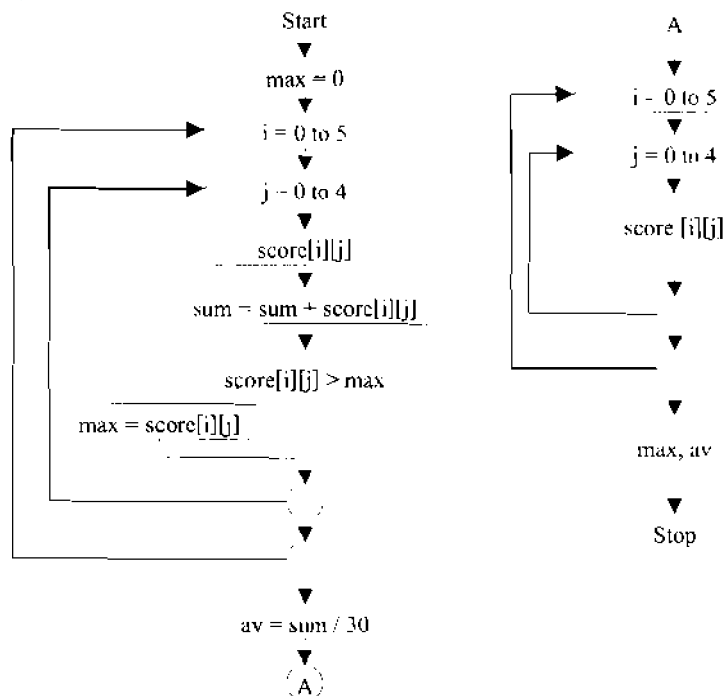 Start
max = 0
i = 0 to 5
j - 0 to 4
score[i][j]
sum = sum + score[i][j]
score[i][j] > max
max = score[i][j]
av = sum / 30
A
A
i - 0 to 5
j = 0 to 4
score [i][j]
max, av
Stop